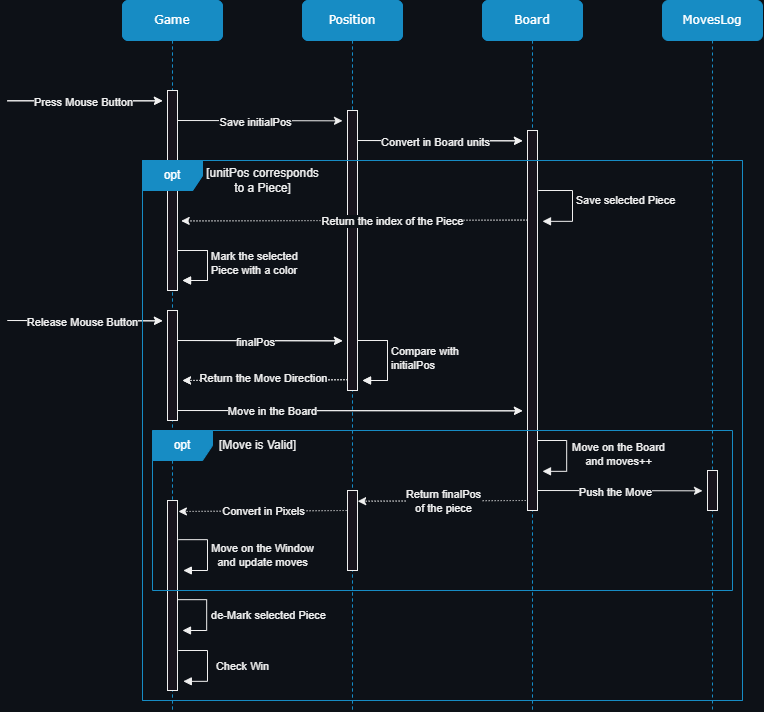 Game
Position
Board
MovesLog
Press Mouse Button
Save initialPos
Convert in Board units
opt
[unitPos corresponds
to a Piece]
Save selected Piece
Return the index of the Piece
Mark the selected
Piece with a color
Release Mouse Button
finalPos
Compare with
initialPos
Return the Move Direction
Move in the Board
opt
[Move is Valid]
Move on the Board
and moves++
Push the Move
Return finalPos
of the piece
Convert in Pixels
Move on the Window
and update moves
de-Mark selected Piece
Check Win